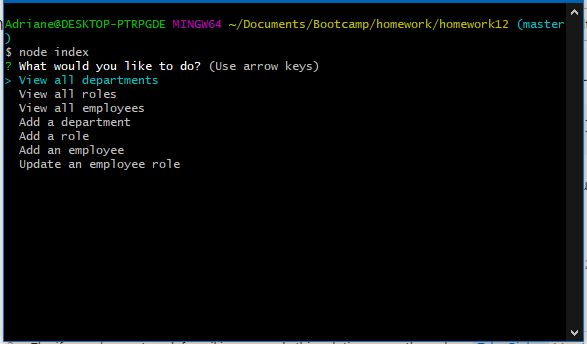 Adriane@DESKTOP-PTRPGDE MINGW64 ~/Documents/Bootcamp/homework/homework12 (master
)
$ node index
? What would you like to do? (Use arrow keys)
> View all departments
View all roles
View all employees
Add a department
Add a role
Add an employee
Update an employee role